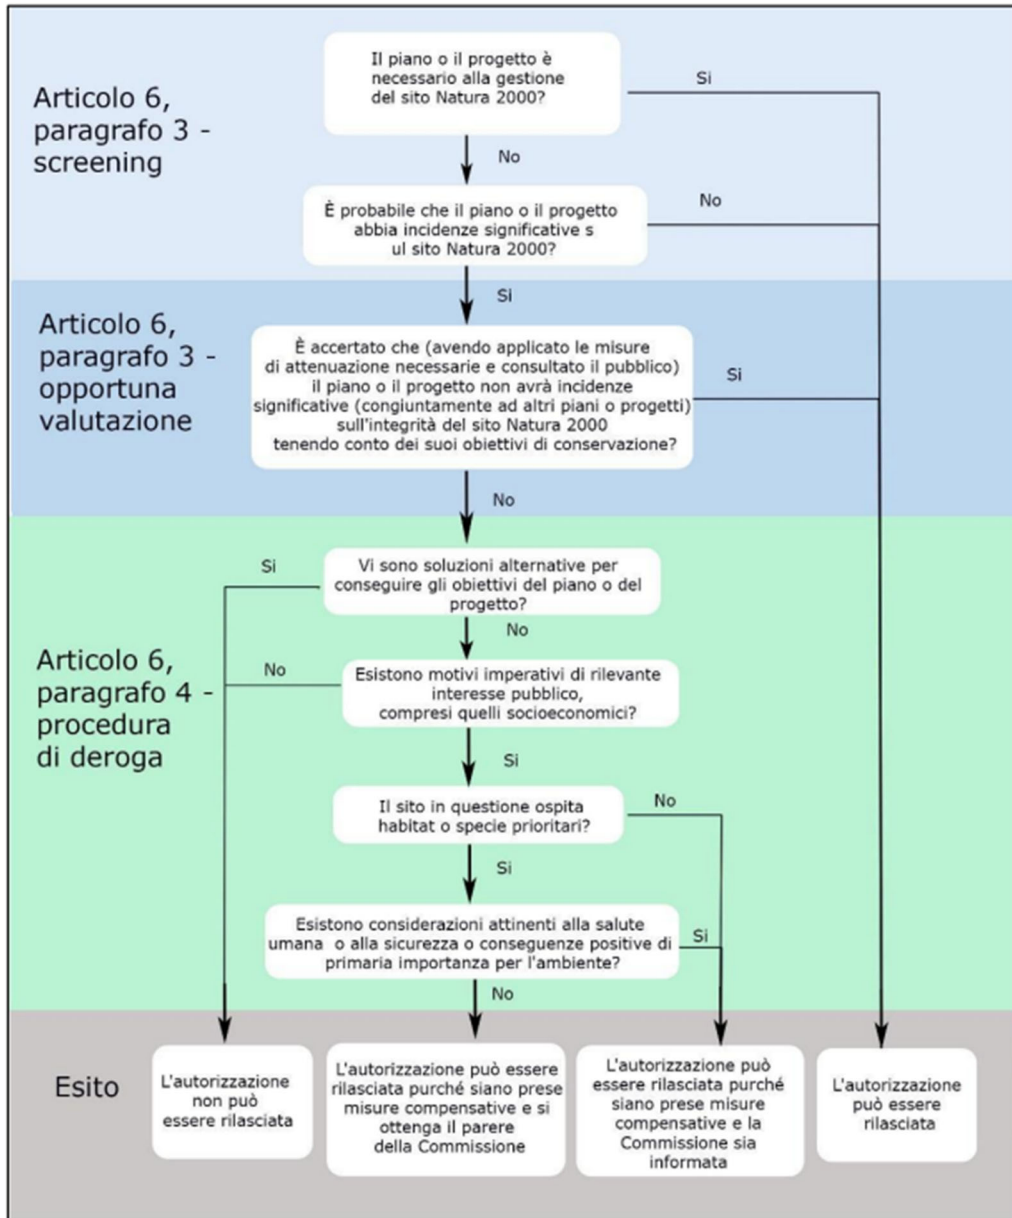 Articolo 6,
paragrafo 3 -
screening
Il piano o il progetto è
necessario alla gestione
del sito Natura 2000?
Si
No
È probabile che il piano o il progetto
abbia incidenze significative s
ul sito Natura 2000?
No
Si
Articolo 6,
paragrafo 3 -
opportuna
valutazione
È accertato che (avendo applicato le misure
di attenuazione necessarie e consultato il pubblico)
il piano o il progetto non avrà incidenze
significative (congiuntamente ad altri piani o progetti)
sull'integrità del sito Natura 2000
tenendo conto dei suoi obiettivi di conservazione?
Si
No
Articolo 6,
paragrafo 4 -
procedura
di deroga
Vi sono soluzioni alternative per
conseguire gli obiettivi del piano o del
progetto?
Si
No
Esistono motivi imperativi di rilevante
interesse pubblico,
compresi quelli socioeconomici?
No
Si
Il sito in questione ospita
habitat o specie prioritari?
No
Si
Esistono considerazioni attinenti alla salute
umana o alla sicurezza o conseguenze positive di
primaria importanza per l'ambiente?
Si
No
Esito
L'autorizzazione
non può
essere rilasciata
L'autorizzazione può essere
rilasciata purché siano prese
misure compensative e si
ottenga il parere
della Commissione
L'autorizzazione può
essere rilasciata purché
siano prese misure
compensative e la
Commissione sia
informata
L'autorizzazione
può essere
rilasciata